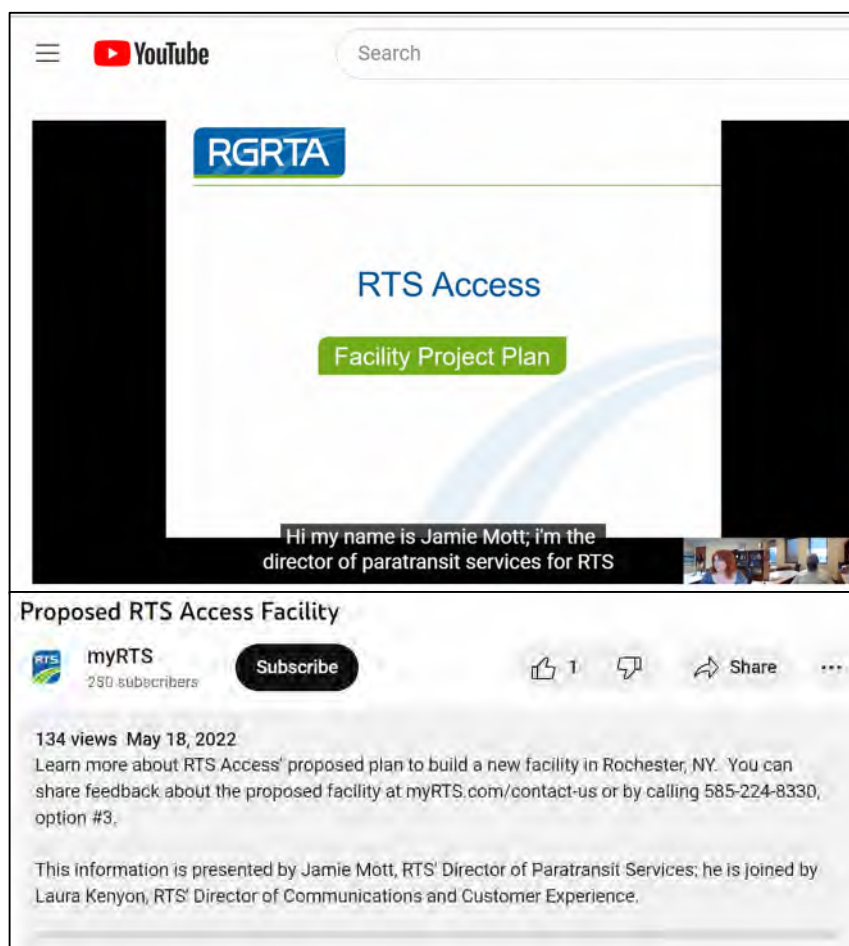 YouTube
Search
RGRTA
RTS Access
Facility Project Plan
Hi my name is Jamie Mott; i'm the
director of paratransit services for RTS
Proposed RTS Access Facility
RTS
myRTS
250 subscribers
Subscribe
1
Share
134 views May 18, 2022
Learn more about RTS Access' proposed plan to build a new facility in Rochester, NY. You can
share feedback about the proposed facility at myRTS.com/contact-us or by calling 585-224-8330,
option #3.
This information is presented by Jamie Mott, RTS' Director of Paratransit Services; he is joined by
Laura Kenyon, RTS' Director of Communications and Customer Experience.